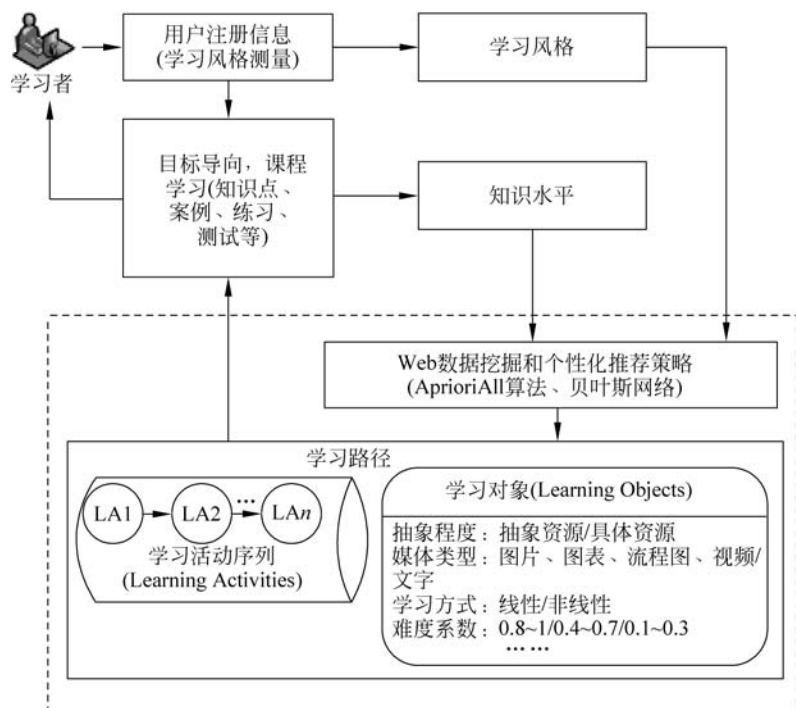 学习者
用户注册信息
(学习风格测量)
学习风格
目标导向，课程
学习(知识点、
案例、练习、
测试等)
知识水平
Web数据挖掘和个性化推荐策略
(AprioriAll算法、贝叶斯网络)
学习路径
LA1
LA2
…
LAn
学习活动序列
(Learning Activities)
学习对象(Learning Objects)
抽象程度：抽象资源/具体资源
媒体类型：图片、图表、流程图、视频/
文字
学习方式：线性/非线性
难度系数：0.8~1/0.4~0.7/0.1~0.3
……